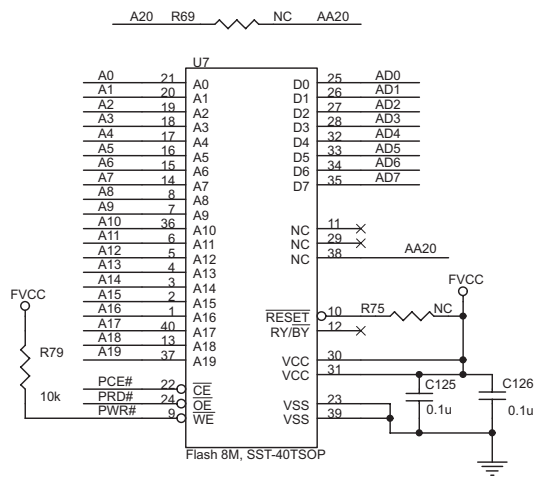 A20 R69 NC AA20
U7
A0 21 A0 D0 25 AD0
A1 20 A1 D1 26 AD1
A2 19 A2 D2 27 AD2
A3 18 A3 D3 28 AD3
A4 17 A4 D4 32 AD4
A5 16 A5 D5 33 AD5
A6 15 A6 D6 34 AD6
A7 14 A7 D7 35 AD7
A8 8 A8
A9 7 A9
A10 36 A10 NC 11
A11 6 A11 NC 29
A12 5 A12 NC 38 AA20
A13 4 A13
A14 3 A14
A15 2 A15
A16 1 A16 RESET 10 R75 NC
A17 40 A17 RY/BY 12
A18 13 A18
A19 37 A19 VCC 30
VCC 31
FVCC
FVCC
R79
10k
PCE# 22 CE
PRD# 24 OE VSS 23
PWR# 9 WE VSS 39
C125
0.1u
C126
0.1u
Flash 8M, SST-40TSOP